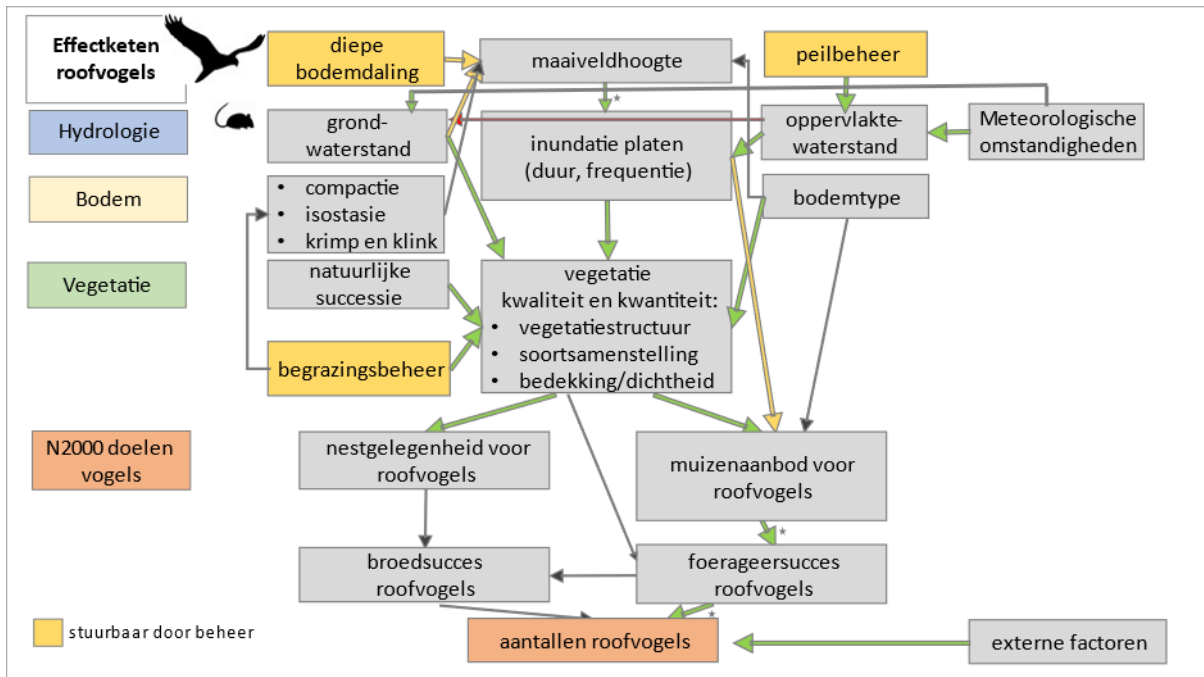 Effectketen
roofvogels
diepe
bodemdaling
maaiveldhoogte
peilbeheer
*
Hydrologie
grond-
waterstand
inundatie platen
(duur, frequentie)
oppervlakte-
waterstand
Meteorologische
omstandigheden
Bodem
• compactie
• isostasie
• krimp en klink
bodemtype
Vegetatie
natuurlijke
successie
vegetatie
kwaliteit en kwantiteit:
• vegetatiestructuur
• soortsamenstelling
• bedekking/dichtheid
begrazingsbeheer
N2000 doelen
vogels
nestgelegenheid voor
roofvogels
muizenaanbod voor
roofvogels
*
broedsucces
roofvogels
foerageersucces
roofvogels
*
stuurbaar door beheer
aantallen roofvogels
externe factoren